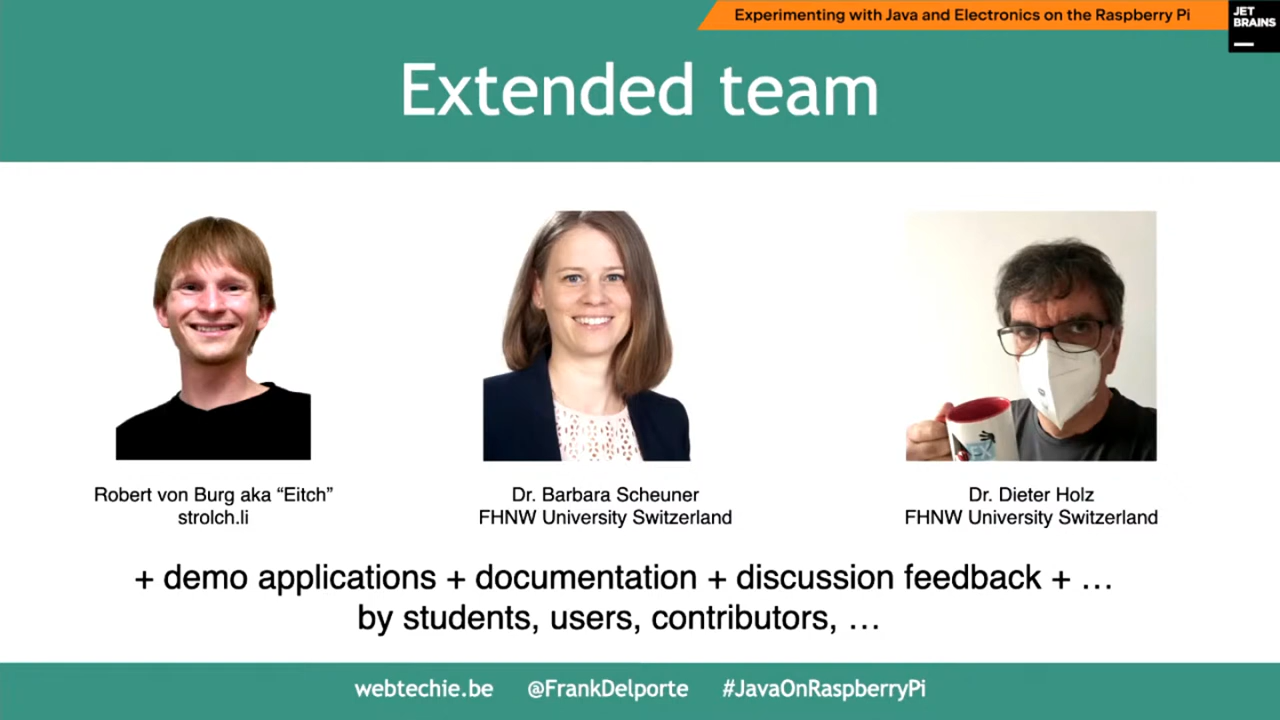 Experimenting with Java and Electronics on the Raspberry Pi
JET
BRAINS
Extended team
Robert von Burg aka “Eitch”
strolch.li
Dr. Barbara Scheuner
FHNW University Switzerland
Dr. Dieter Holz
FHNW University Switzerland
+ demo applications + documentation + discussion feedback + …
by students, users, contributors, …
webtechie.be @FrankDelporte #JavaOnRaspberryPi